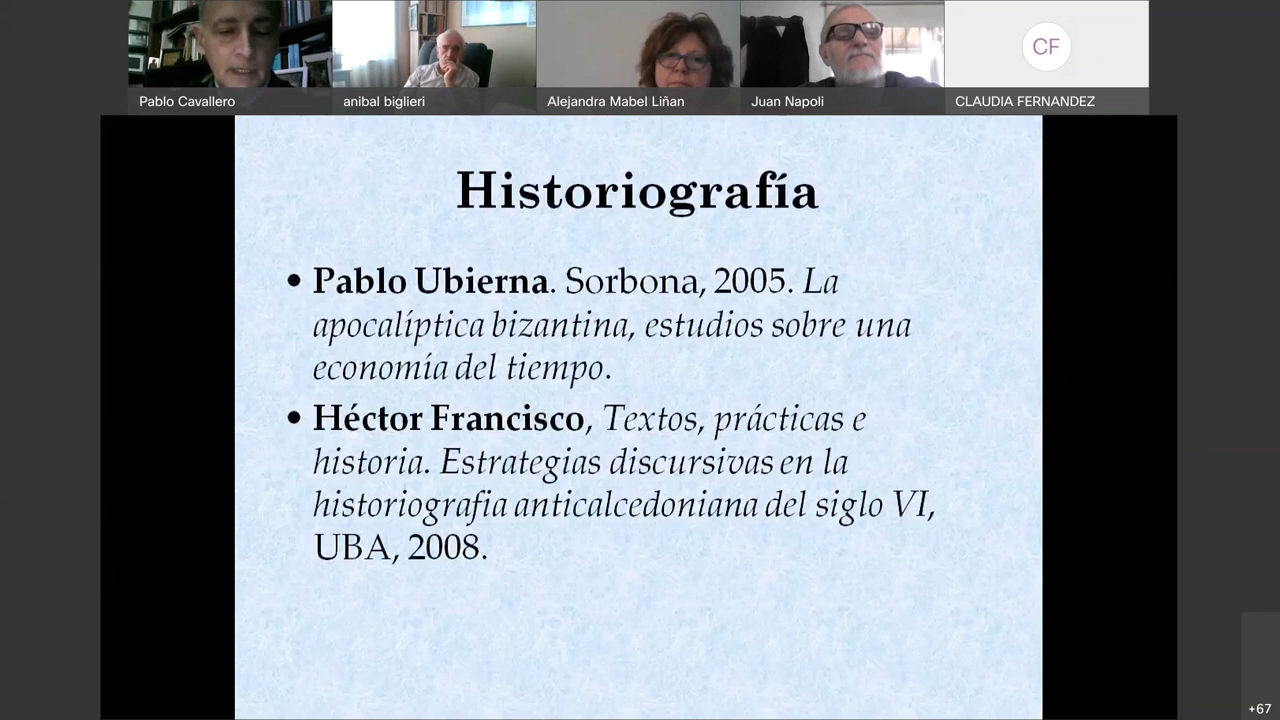 CF
Pablo Cavallero
anibal biglieri
Alejandra Mabel Liñan
Juan Napoli
CLAUDIA FERNANDEZ
Historiografía
• Pablo Ubierna. Sorbona, 2005. La
apocalíptica bizantina, estudios sobre una
economía del tiempo.
• Héctor Francisco, Textos, prácticas e
historia. Estrategias discursivas en la
historiografia anticalcedoniana del siglo VI,
UBA, 2008.
+67